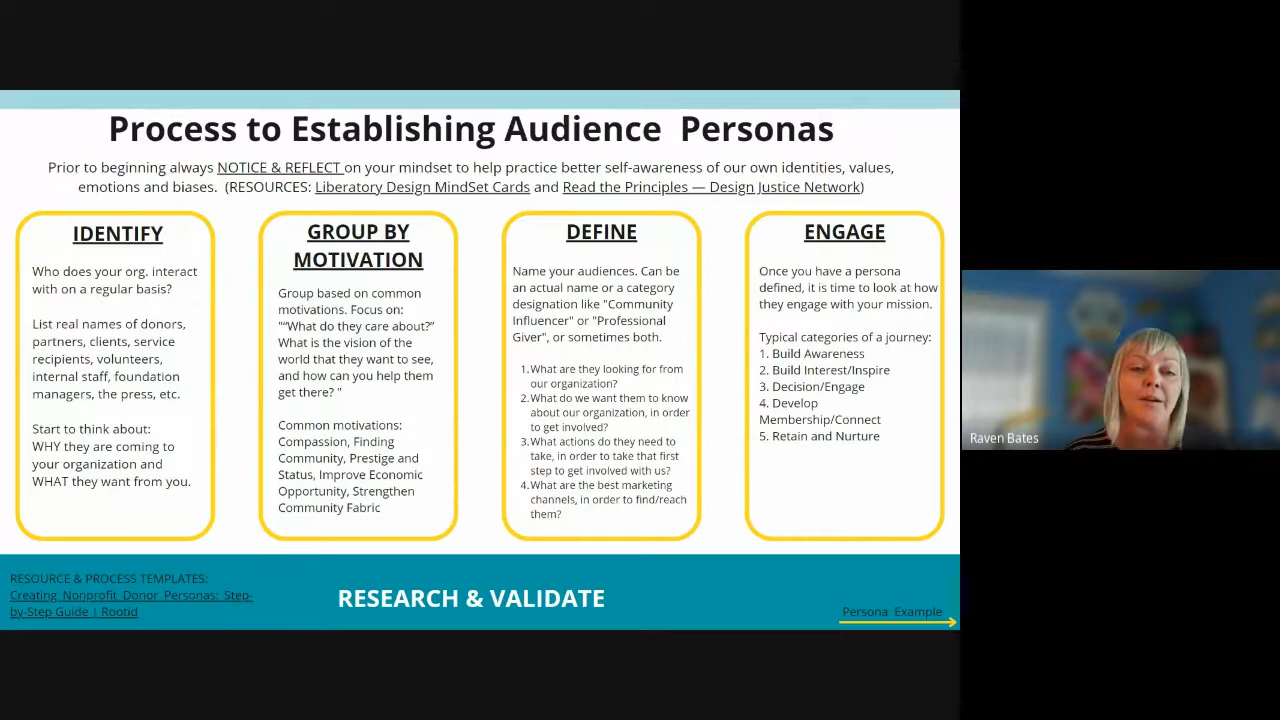 Process to Establishing Audience Personas
Prior to beginning always NOTICE & REFLECT on your mindset to help practice better self-awareness of our own identities, values,
emotions and biases. (RESOURCES: Liberatory Design MindSet Cards and Read the Principles — Design Justice Network)
IDENTIFY
Who does your org. interact
with on a regular basis?
List real names of donors,
partners, clients, service
recipients, volunteers,
internal staff, foundation
managers, the press, etc.
Start to think about:
WHY they are coming to
your organization and
WHAT they want from you.
GROUP BY
MOTIVATION
Group based on common
motivations. Focus on:
"“What do they care about?”
What is the vision of the
world that they want to see,
and how can you help them
get there? "
Common motivations:
Compassion, Finding
Community, Prestige and
Status, Improve Economic
Opportunity, Strengthen
Community Fabric
DEFINE
Name your audiences. Can be
an actual name or a category
designation like "Community
Influencer" or "Professional
Giver", or sometimes both.
1. What are they looking for from
our organization?
2. What do we want them to know
about our organization, in order
to get involved?
3. What actions do they need to
take, in order to take that first
step to get involved with us?
4. What are the best marketing
channels, in order to find/reach
them?
ENGAGE
Once you have a persona
defined, it is time to look at how
they engage with your mission.
Typical categories of a journey:
1. Build Awareness
2. Build Interest/Inspire
3. Decision/Engage
4. Develop
Membership/Connect
5. Retain and Nurture
RESOURCE & PROCESS TEMPLATES:
Creating Nonprofit Donor Personas: Step-
by-Step Guide | Rootid
RESEARCH & VALIDATE
Persona Example
Raven Bates